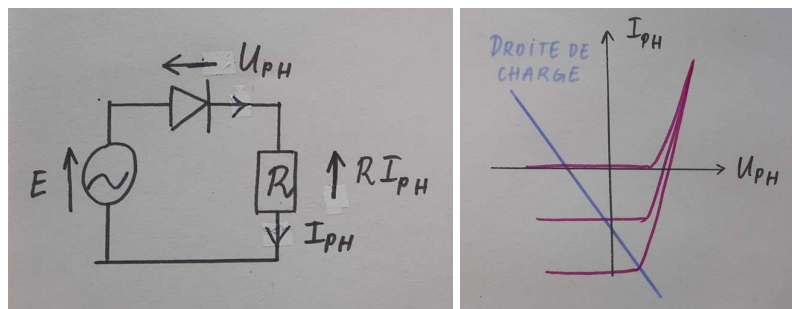 U_PH
E
R
R I_PH
I_PH
I_PH
DROITE DE
CHARGE
U_PH